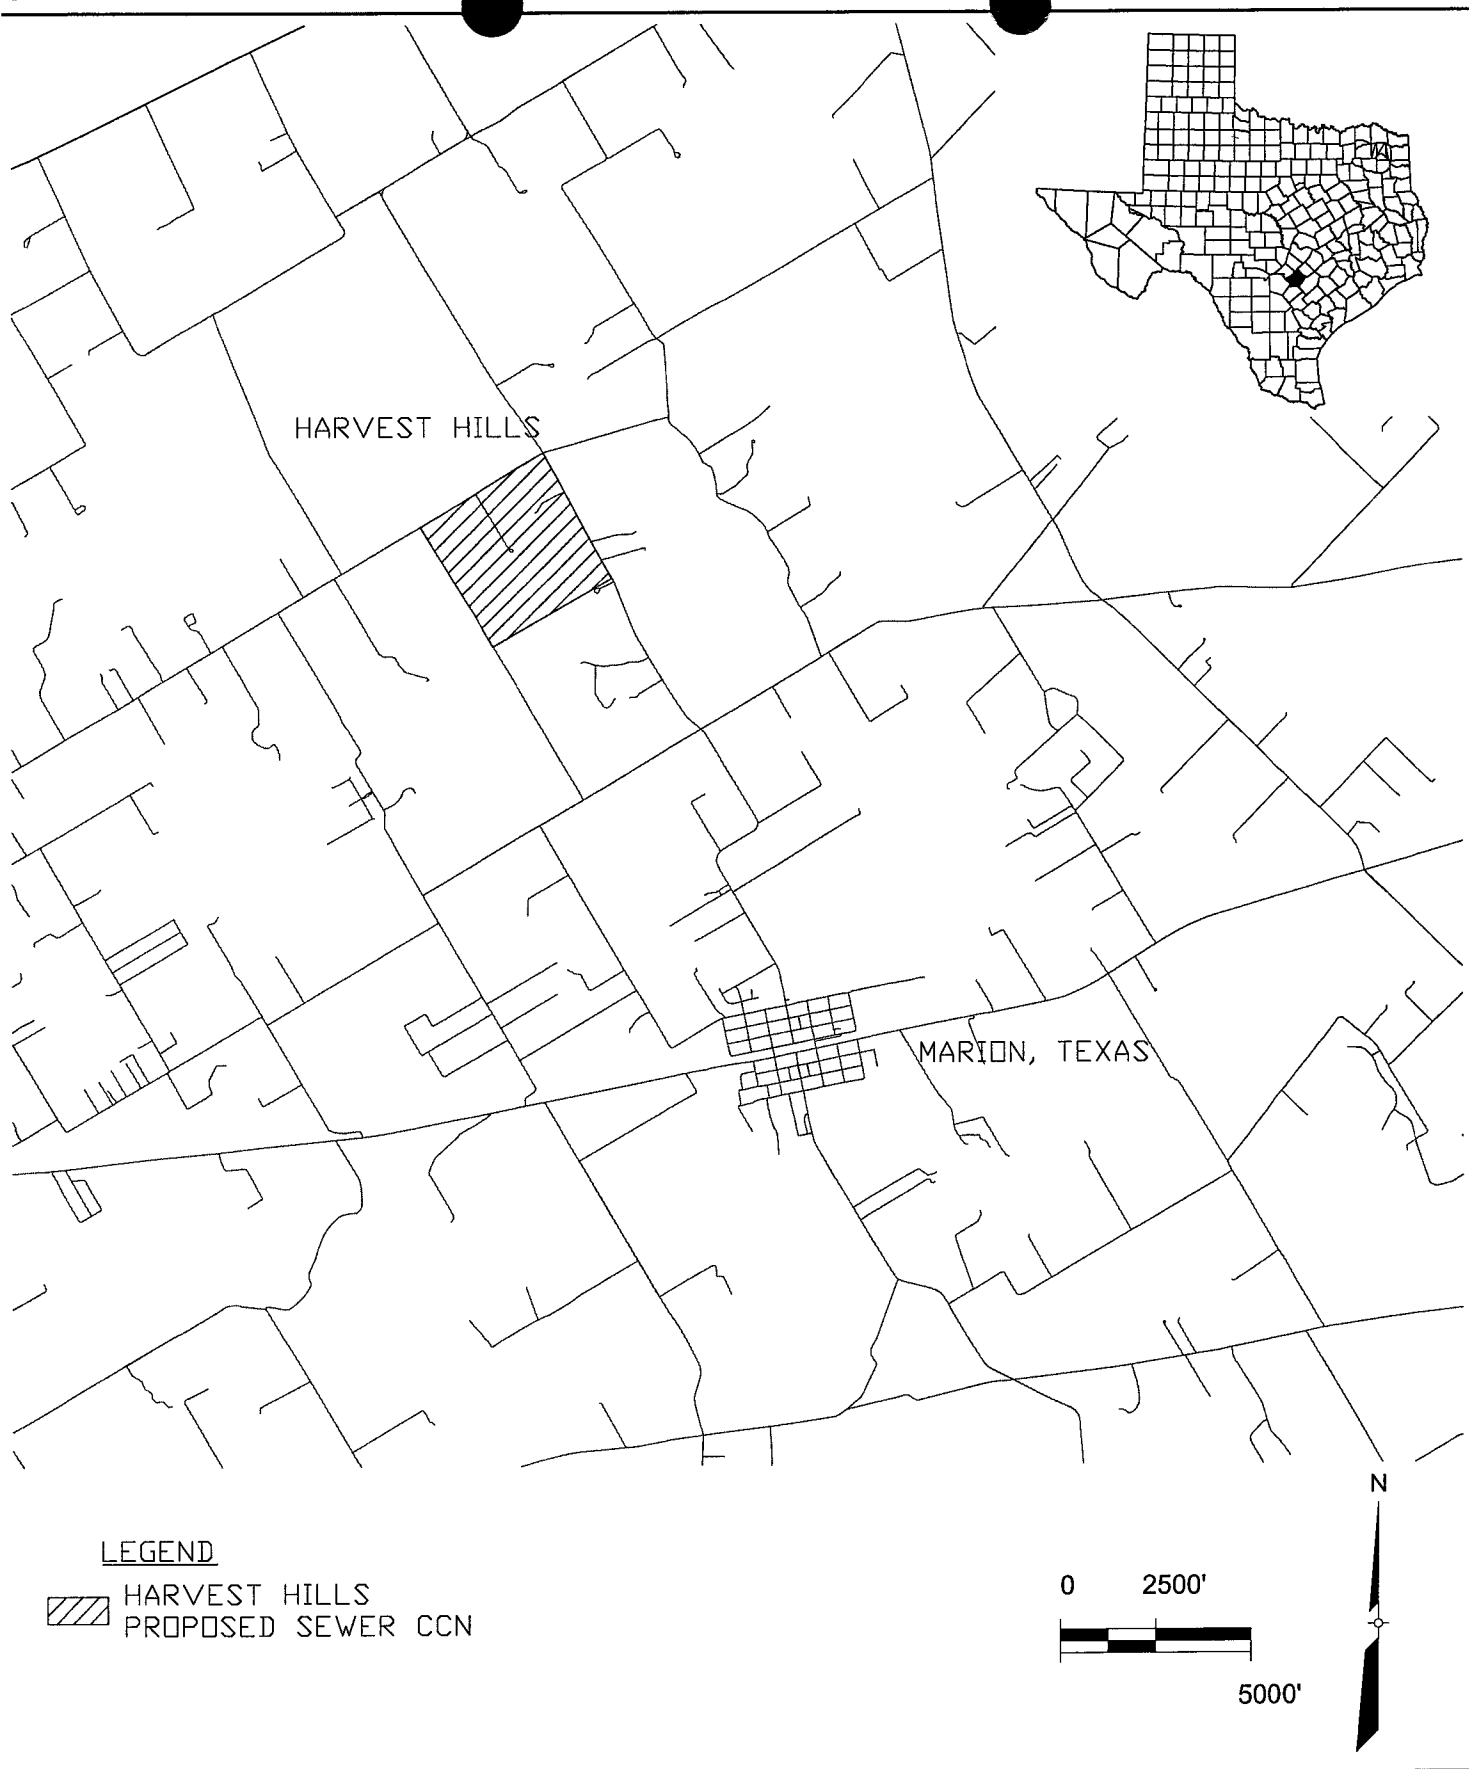 HARVEST HILLS
MARION, TEXAS
N
LEGEND
HARVEST HILLS
PROPOSED SEWER CCN
0 2500'
5000'